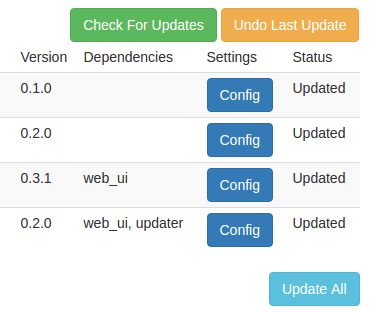 Check For Updates Undo Last Update
Version Dependencies Settings Status
0.1.0 Config Updated
0.2.0 Config Updated
0.3.1 web_ui Config Updated
0.2.0 web_ui, updater Config Updated
Update All